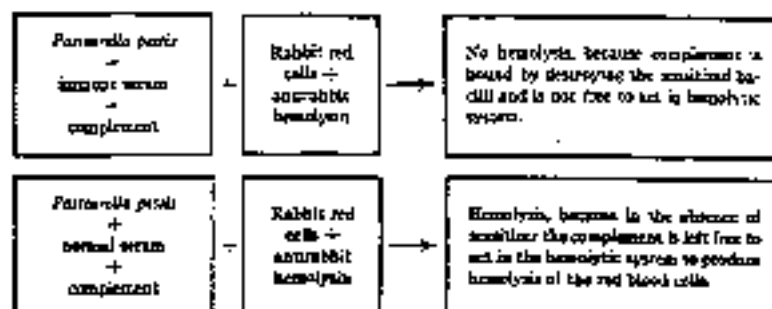 Pasteurella pestis
+
immune serum
+
complement
+
Rabbit red
cells +
antirabbit
hemolysin
No hemolysis, because complement is
bound by destroying the sensitized ba-
cilli and is not free to act in hemolytic
system.
Pasteurella pestis
+
normal serum
+
complement
+
Rabbit red
cells +
antirabbit
hemolysin
Hemolysis, because in the absence of
sensitizer the complement is left free to
act in the hemolytic system to produce
hemolysis of the red blood cells